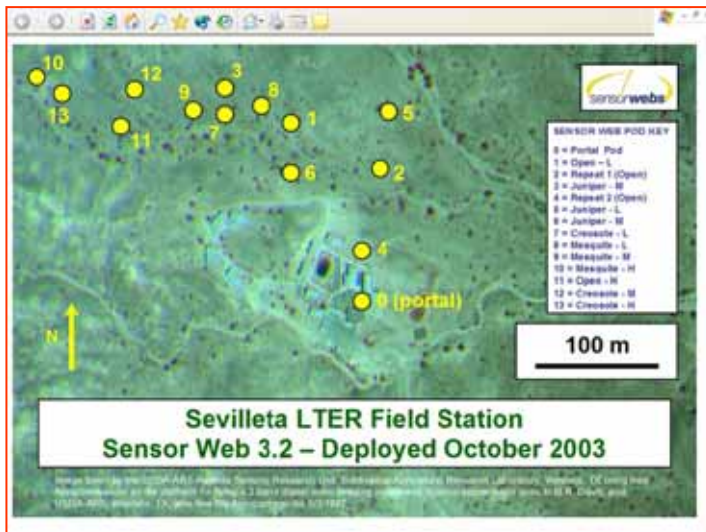 10
12
3
13
9
8
5
11
7
1
6
2
4
0 (portal)
N
sensorwebs
SENSOR WEB POD KEY
0 = Portal Pod
1 = Open - L
2 = Repeat 1 (Open)
3 = Juniper - M
4 = Repeat 2 (Open)
5 = Juniper - L
6 = Juniper - M
7 = Creosote - L
8 = Mesquite - L
9 = Mesquite - M
10 = Mesquite - H
11 = Open - H
12 = Creosote - M
13 = Creosote - H
100 m
Sevilleta LTER Field Station
Sensor Web 3.2 – Deployed October 2003